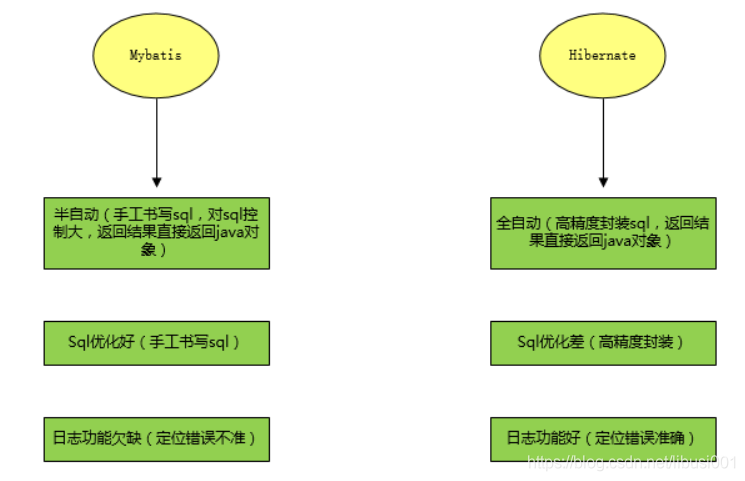 Mybatis
Hibernate
半自动（手工书写sql，对sql控
制大，返回结果直接返回java对
象）
全自动（高精度封装sql，返回结
果直接返回java对象）
Sql优化好（手工书写sql）
Sql优化差（高精度封装）
日志功能欠缺（定位错误不准）
日志功能好（定位错误准确）
https://blog.csdn.net/libusi001